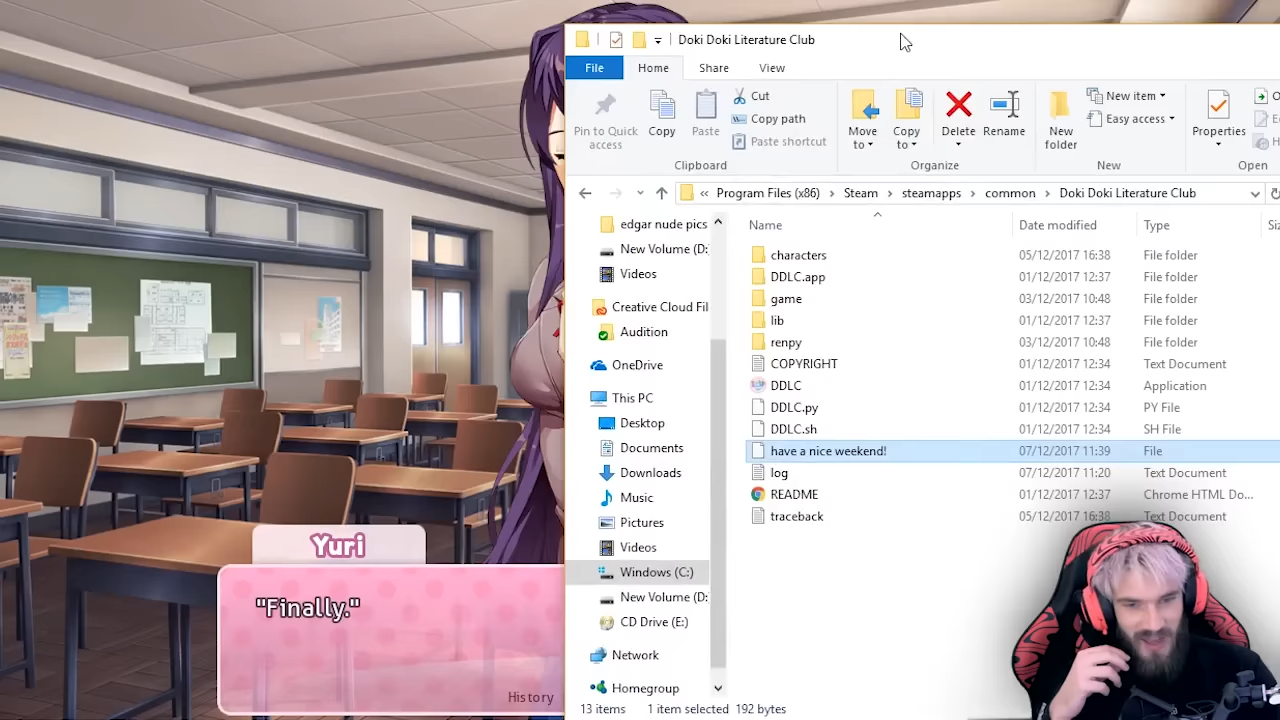 Doki Doki Literature Club
File Home Share View
Pin to Quick access
Copy
Paste
Cut
Copy path
Paste shortcut
Move to
Copy to
Delete
Rename
New folder
New item
Easy access
Properties
Clipboard Organize New Open
« Program Files (x86) Steam steamapps common Doki Doki Literature Club
edgar nude pics
New Volume (D:
Videos
Creative Cloud Fil
Audition
OneDrive
This PC
Desktop
Documents
Downloads
Music
Pictures
Videos
Windows (C:)
New Volume (D:
CD Drive (E:)
Network
Homegroup
Name Date modified Type Si
characters 05/12/2017 16:38 File folder
DDLC.app 01/12/2017 12:37 File folder
game 03/12/2017 10:48 File folder
lib 01/12/2017 12:37 File folder
renpy 03/12/2017 10:48 File folder
COPYRIGHT 01/12/2017 12:34 Text Document
DDLC 01/12/2017 12:34 Application
DDLC.py 01/12/2017 12:34 PY File
DDLC.sh 01/12/2017 12:34 SH File
have a nice weekend! 07/12/2017 11:39 File
log 07/12/2017 11:20 Text Document
README 01/12/2017 12:37 Chrome HTML Do...
traceback 05/12/2017 16:38 Text Document
13 items 1 item selected 192 bytes
Yuri
"Finally."
History